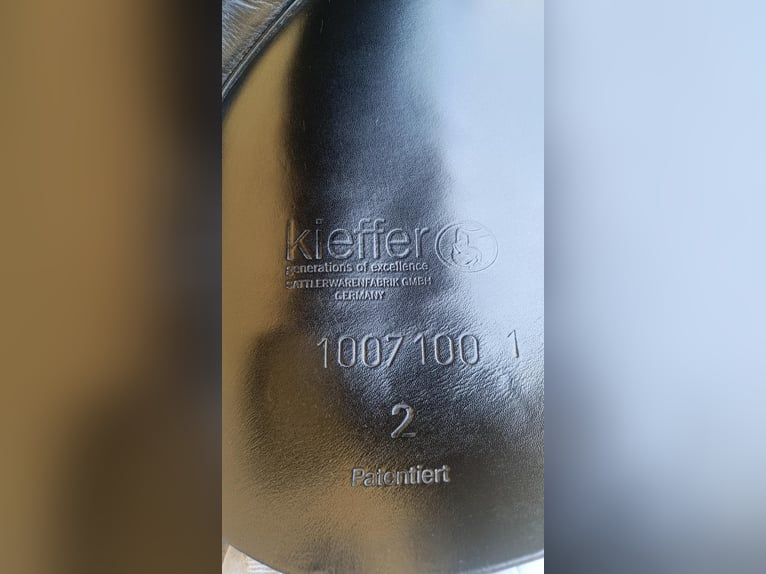 kieffer
generations of excellence
SATTLERWARENFABRIK GMBH
GERMANY
1007100 1
2
Patentiert